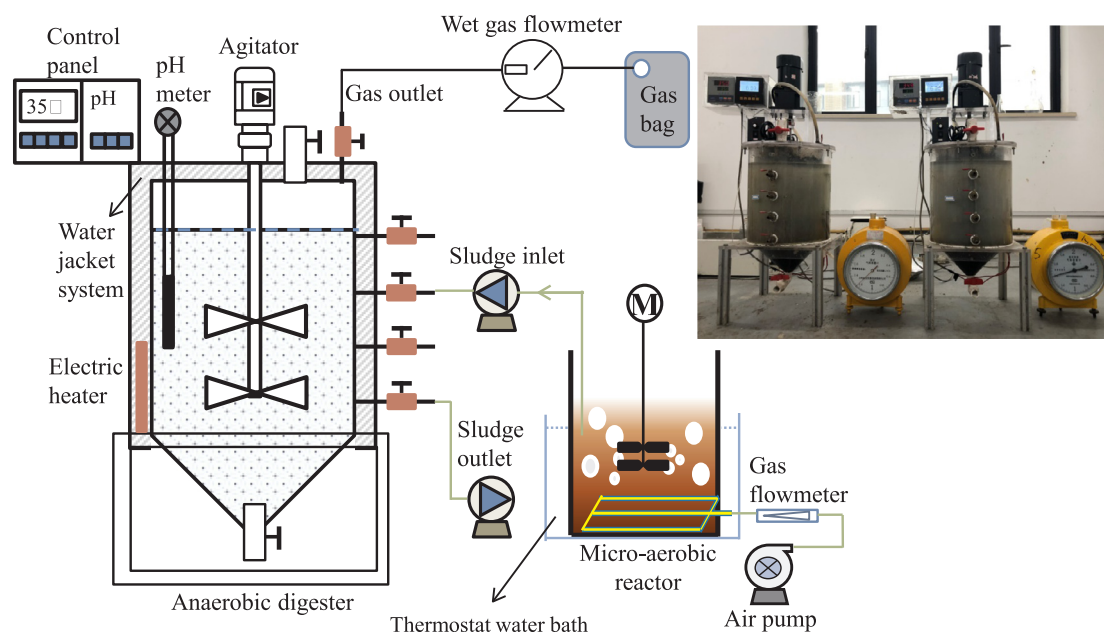 Control
panel
35□
pH
pH
meter
Agitator
Gas outlet
Wet gas flowmeter
Gas
bag
Water
jacket
system
Sludge inlet
M
Electric
heater
Sludge
outlet
Gas
flowmeter
Micro-aerobic
reactor
Anaerobic digester
Thermostat water bath
Air pump